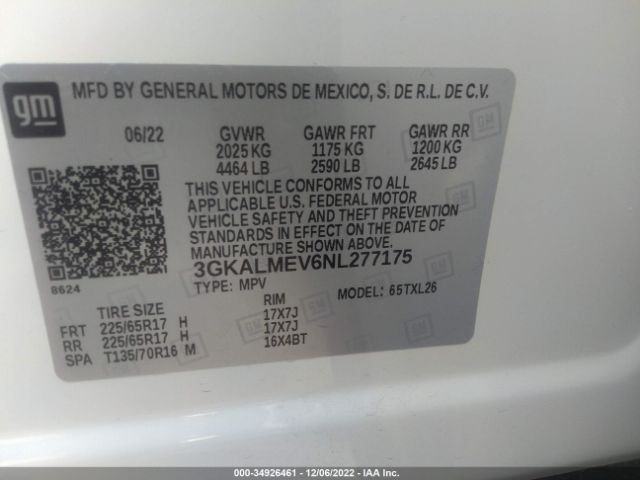 gm
MFD BY GENERAL MOTORS DE MEXICO, S. DE R.L. DE C.V.
06/22 GVWR GAWR FRT GAWR RR
2025 KG 1175 KG 1200 KG
4464 LB 2590 LB 2645 LB
THIS VEHICLE CONFORMS TO ALL
APPLICABLE U.S. FEDERAL MOTOR
VEHICLE SAFETY AND THEFT PREVENTION
STANDARDS IN EFFECT ON THE DATE OF
MANUFACTURE SHOWN ABOVE.
8624
3GKALMEV6NL277175
TYPE: MPV MODEL: 65TXL26
TIRE SIZE RIM
FRT 225/65R17 H 17X7J
RR 225/65R17 H 17X7J
SPA T135/70R16 M 16X4BT
000-34926461 - 12/06/2022 - IAA Inc.